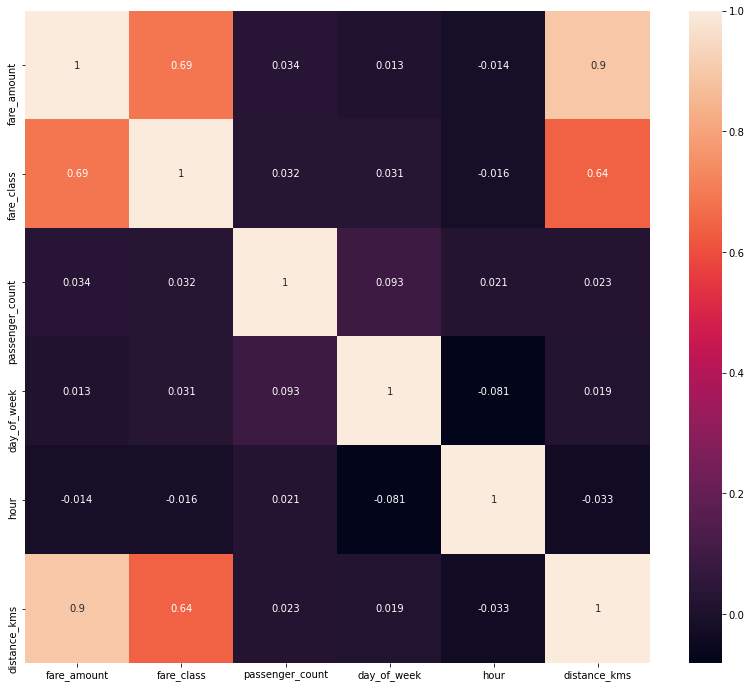 fare_amount 1 0.69 0.034 0.013 -0.014 0.9
fare_class 0.69 1 0.032 0.031 -0.016 0.64
passenger_count 0.034 0.032 1 0.093 0.021 0.023
day_of_week 0.013 0.031 0.093 1 -0.081 0.019
hour -0.014 -0.016 0.021 -0.081 1 -0.033
distance_kms 0.9 0.64 0.023 0.019 -0.033 1
fare_amount fare_class passenger_count day_of_week hour distance_kms
1.0
0.8
0.6
0.4
0.2
0.0